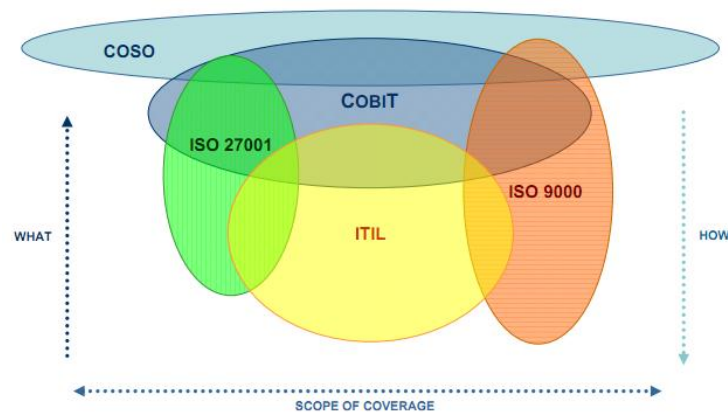 COSO
COBIT
ISO 27001
ISO 9000
ITIL
WHAT
HOW
SCOPE OF COVERAGE